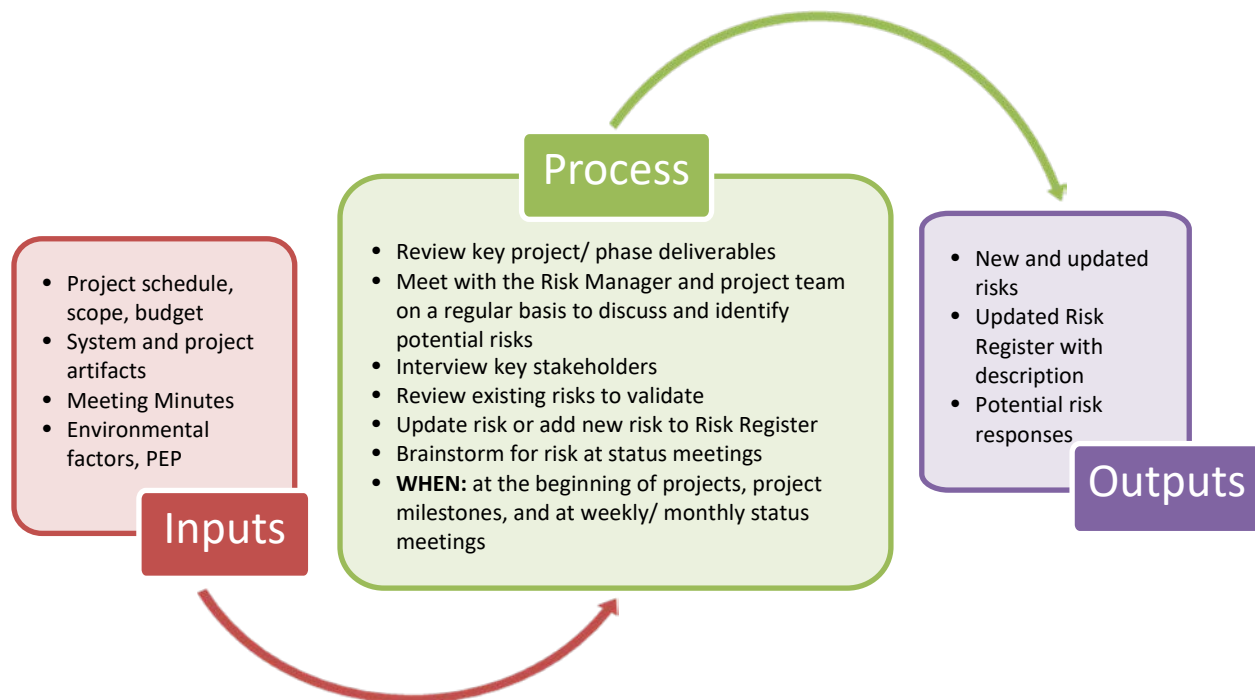 Process
Inputs
Outputs
• Project schedule,
scope, budget
• System and project
artifacts
• Meeting Minutes
• Environmental
factors, PEP
• Review key project/ phase deliverables
• Meet with the Risk Manager and project team
on a regular basis to discuss and identify
potential risks
• Interview key stakeholders
• Review existing risks to validate
• Update risk or add new risk to Risk Register
• Brainstorm for risk at status meetings
• WHEN: at the beginning of projects, project
milestones, and at weekly/ monthly status
meetings
• New and updated
risks
• Updated Risk
Register with
description
• Potential risk
responses